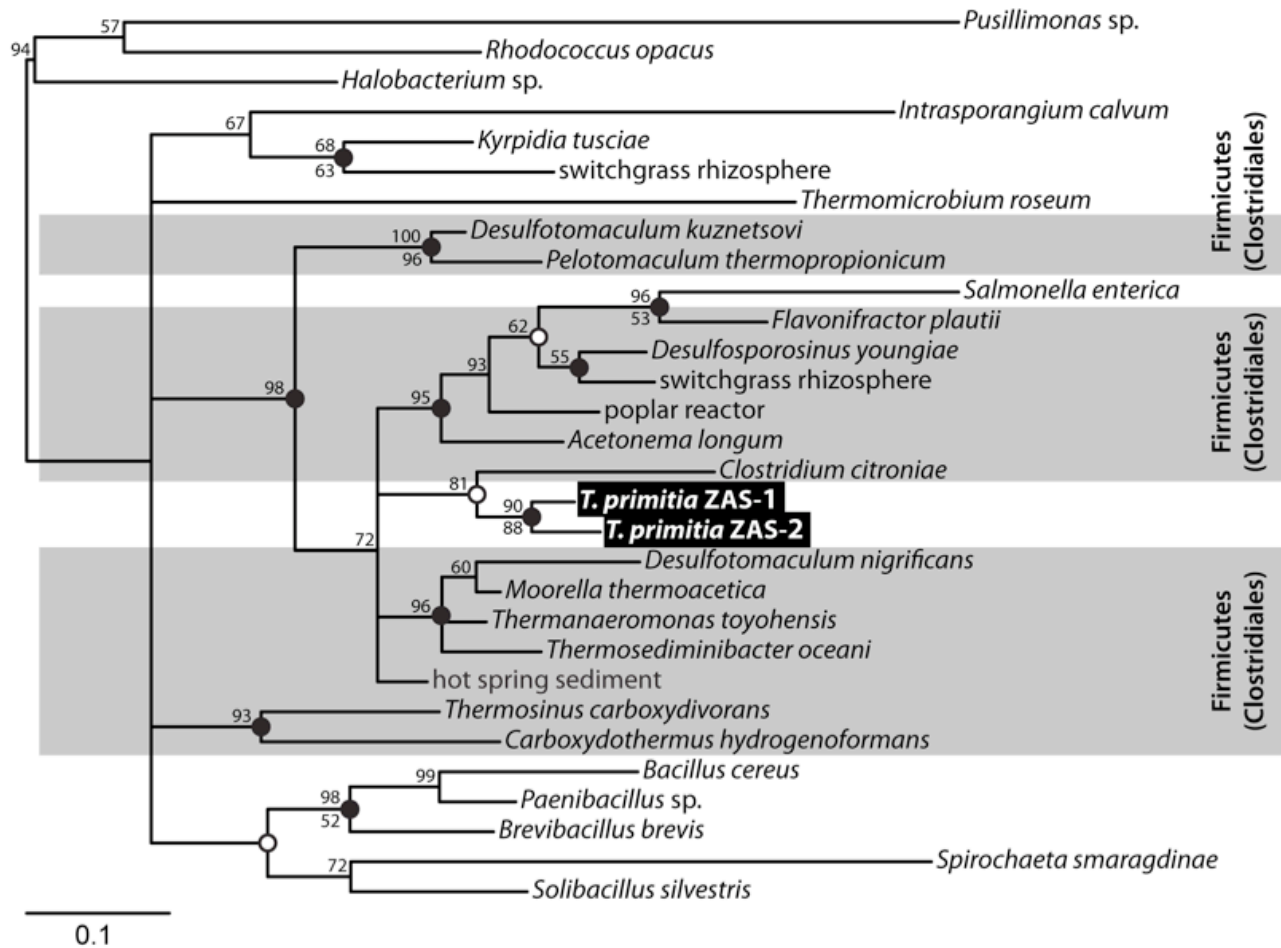 57
Pusillimonas sp.
94
Rhodococcus opacus
Halobacterium sp.
67
Intrasporangium calvum
68
Kyrpidia tusciae
63
switchgrass rhizosphere
Thermomicrobium roseum
Firmicutes
(Clostridiales)
100
Desulfotomaculum kuznetsovi
96
Pelotomaculum thermopropionicum
96
Salmonella enterica
53
Flavonifractor plautii
62
55
Desulfosporosinus youngiae
switchgrass rhizosphere
93
98
95
poplar reactor
Acetonema longum
Firmicutes
(Clostridiales)
81
Clostridium citroniae
90
T. primitia ZAS-1
88
T. primitia ZAS-2
72
60
Desulfotomaculum nigrificans
Moorella thermoacetica
96
Thermanaeromonas toyohensis
Thermosediminibacter oceani
hot spring sediment
Firmicutes
(Clostridiales)
93
Thermosinus carboxydivorans
Carboxydothermus hydrogenoformans
99
Bacillus cereus
98
Paenibacillus sp.
52
Brevibacillus brevis
72
Spirochaeta smaragdinae
Solibacillus silvestris
0.1